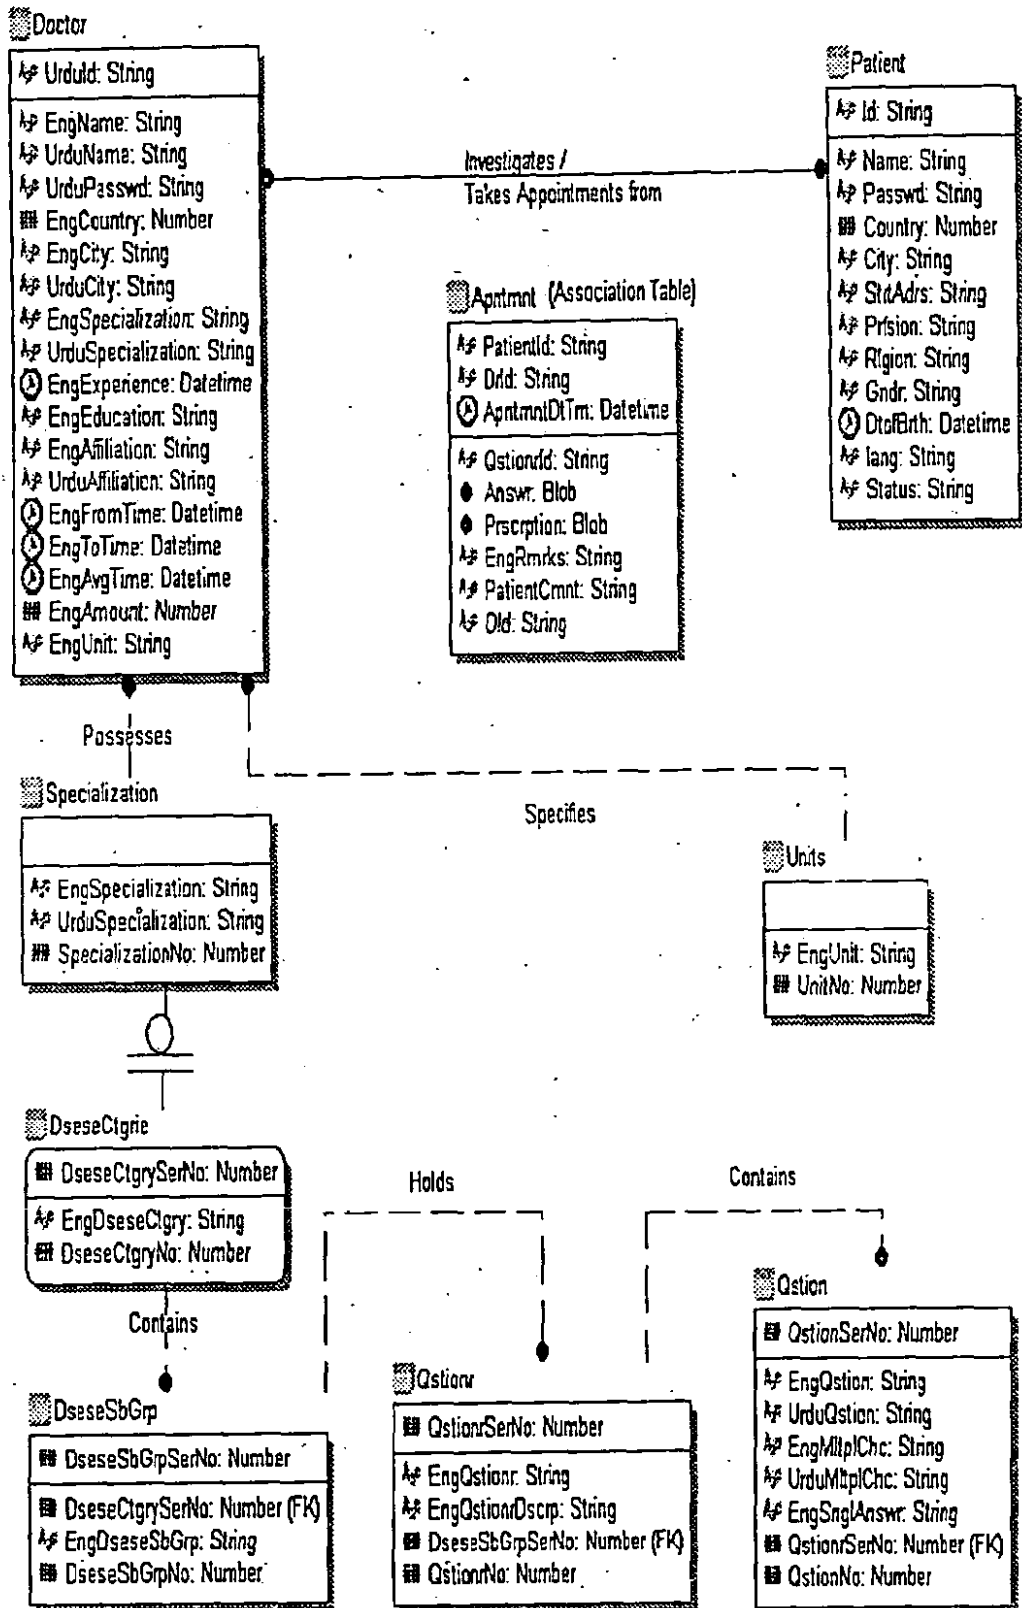 Doctor
UrduId: String
EngName: String
UrduName: String
UrduPasswd: String
EngCountry: Number
EngCity: String
UrduCity: String
EngSpecialization: String
UrduSpecialization: String
EngExperience: Datetime
EngEducation: String
EngAffiliation: String
UrduAffiliation: String
EngFromTime: Datetime
EngToTime: Datetime
EngAvgTime: Datetime
EngAmount: Number
EngUnit: String
Investigates /
Takes Appointments from
Patient
Id: String
Name: String
Passwd: String
Country: Number
City: String
StrtAdrs: String
Prfsion: String
Rlgion: String
Gndr: String
DtofBrth: Datetime
lang: String
Status: String
Apntmnt (Association Table)
PatientId: String
DrId: String
ApntmntDtTm: Datetime
QstionrId: String
Answr: Blob
Prscrption: Blob
EngRmrks: String
PatientCmnt: String
OId: String
Possesses
Specifies
Specialization
EngSpecialization: String
UrduSpecialization: String
SpecializationNo: Number
Units
EngUnit: String
UnitNo: Number
DseseCtgrie
DseseCtgrySerNo: Number
EngDseseCtgry: String
DseseCtgryNo: Number
Contains
Holds
Contains
DseseSbGrp
DseseSbGrpSerNo: Number
DseseCtgrySerNo: Number (FK)
EngDseseSbGrp: String
DseseSbGrpNo: Number
Qstionr
QstionrSerNo: Number
EngQstionr: String
EngQstionrDscrp: String
DseseSbGrpSerNo: Number (FK)
QstionrNo: Number
Qstion
QstionSerNo: Number
EngQstion: String
UrduQstion: String
EngMltplChc: String
UrduMltplChc: String
EngSnglAnswr: String
QstionrSerNo: Number (FK)
QstionNo: Number